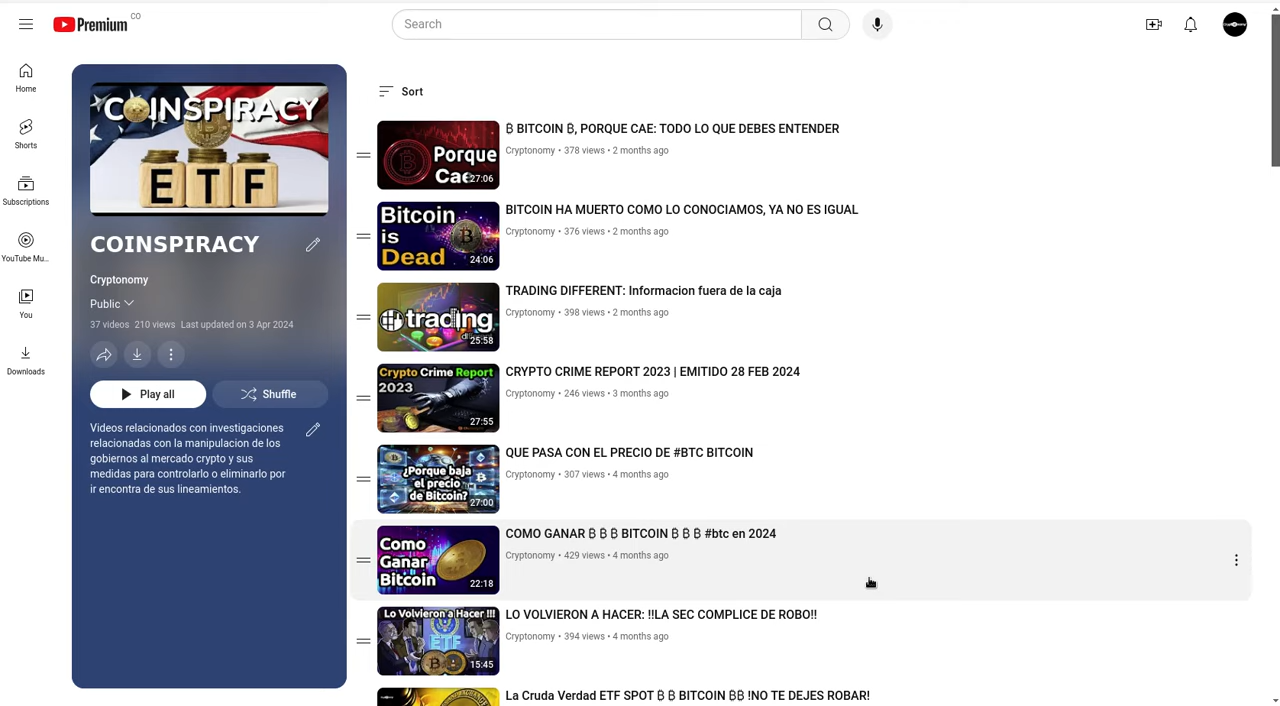 Premium CO
Search
Home
Shorts
Subscriptions
YouTube Mu...
You
Downloads
COINSPIRACY
ETF
COINSPIRACY
Cryptonomy
Public
37 videos 210 views Last updated on 3 Apr 2024
Play all
Shuffle
Videos relacionados con investigaciones
relacionadas con la manipulacion de los
gobiernos al mercado crypto y sus
medidas para controlarlo o eliminarlo por
ir encontra de sus lineamientos.
Sort
Porque
Cae
27:06
₿ BITCOIN ₿, PORQUE CAE: TODO LO QUE DEBES ENTENDER
Cryptonomy • 378 views • 2 months ago
Bitcoin
is
Dead
24:06
BITCOIN HA MUERTO COMO LO CONOCIAMOS, YA NO ES IGUAL
Cryptonomy • 376 views • 2 months ago
trading
25:58
TRADING DIFFERENT: Informacion fuera de la caja
Cryptonomy • 398 views • 2 months ago
Crypto Crime Report
2023
27:55
CRYPTO CRIME REPORT 2023 | EMITIDO 28 FEB 2024
Cryptonomy • 246 views • 3 months ago
¿Porque baja
el precio
de Bitcoin?
27:00
QUE PASA CON EL PRECIO DE #BTC BITCOIN
Cryptonomy • 307 views • 4 months ago
Como
Ganar
Bitcoin
22:18
COMO GANAR ₿ ₿ ₿ BITCOIN ₿ ₿ ₿ #btc en 2024
Cryptonomy • 429 views • 4 months ago
Lo Volvieron a Hacer !!!
ETF
15:45
LO VOLVIERON A HACER: !!LA SEC COMPLICE DE ROBO!!
Cryptonomy • 394 views • 4 months ago
La Cruda Verdad ETF SPOT ₿ ₿ BITCOIN ₿₿ !NO TE DEJES ROBAR!